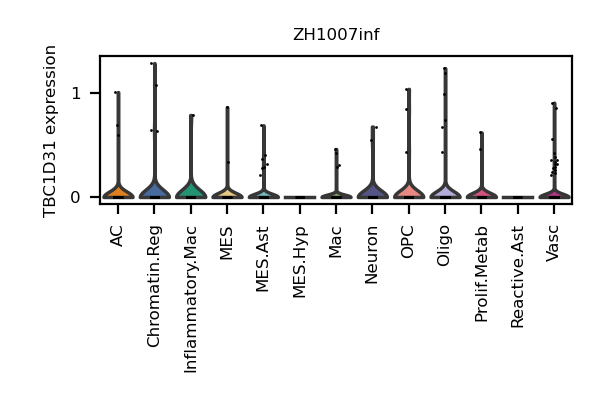 ZH1007inf
TBC1D31 expression
1
0
AC
Chromatin.Reg
Inflammatory.Mac
MES
MES.Ast
MES.Hyp
Mac
Neuron
OPC
Oligo
Prolif.Metab
Reactive.Ast
Vasc